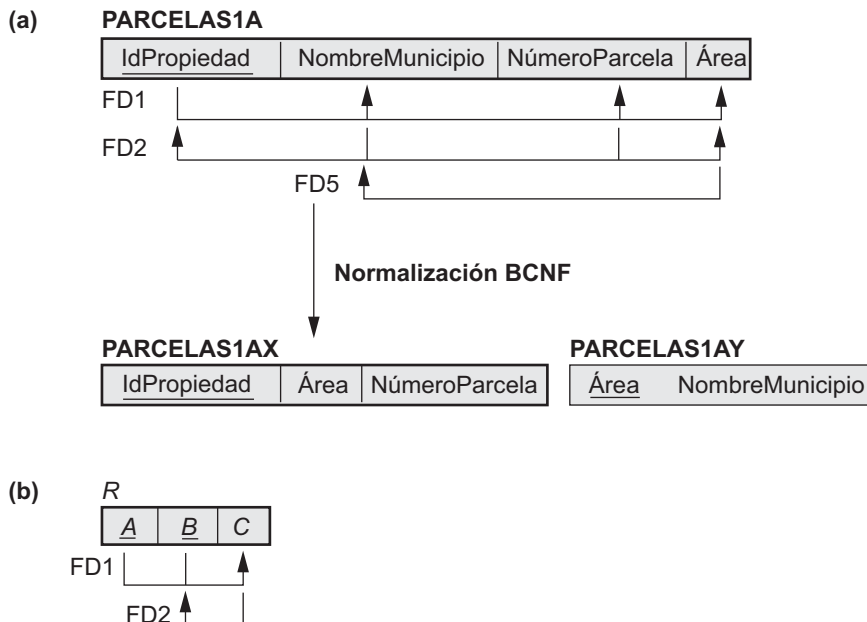 (a) PARCELAS1A
IdPropiedad NombreMunicipio NúmeroParcela Área
FD1
FD2
FD5
Normalización BCNF
PARCELAS1AX PARCELAS1AY
IdPropiedad Área NúmeroParcela Área NombreMunicipio
(b) R
A B C
FD1
FD2